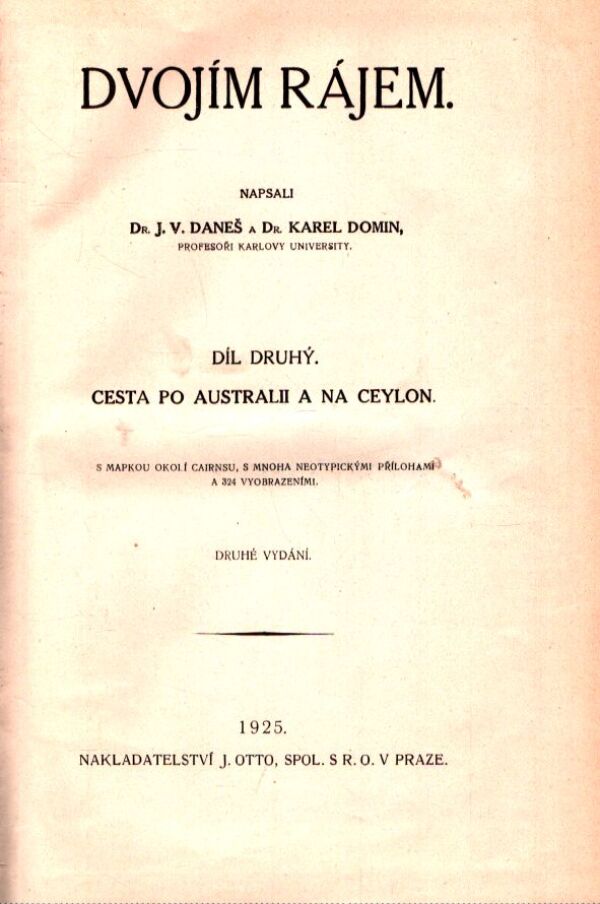 DVOJÍM RÁJEM.
NAPSALI
DR. J. V. DANEŠ A DR. KAREL DOMIN,
PROFESOŘI KARLOVY UNIVERSITY.
DÍL DRUHÝ.
CESTA PO AUSTRALII A NA CEYLON.
S MAPKOU OKOLÍ CAIRNSU, S MNOHA NEOTYPICKÝMI PŘÍLOHAMI
A 324 VYOBRAZENÍMI.
DRUHÉ VYDÁNÍ.
1925.
NAKLADATELSTVÍ J. OTTO, SPOL. S R. O. V PRAZE.